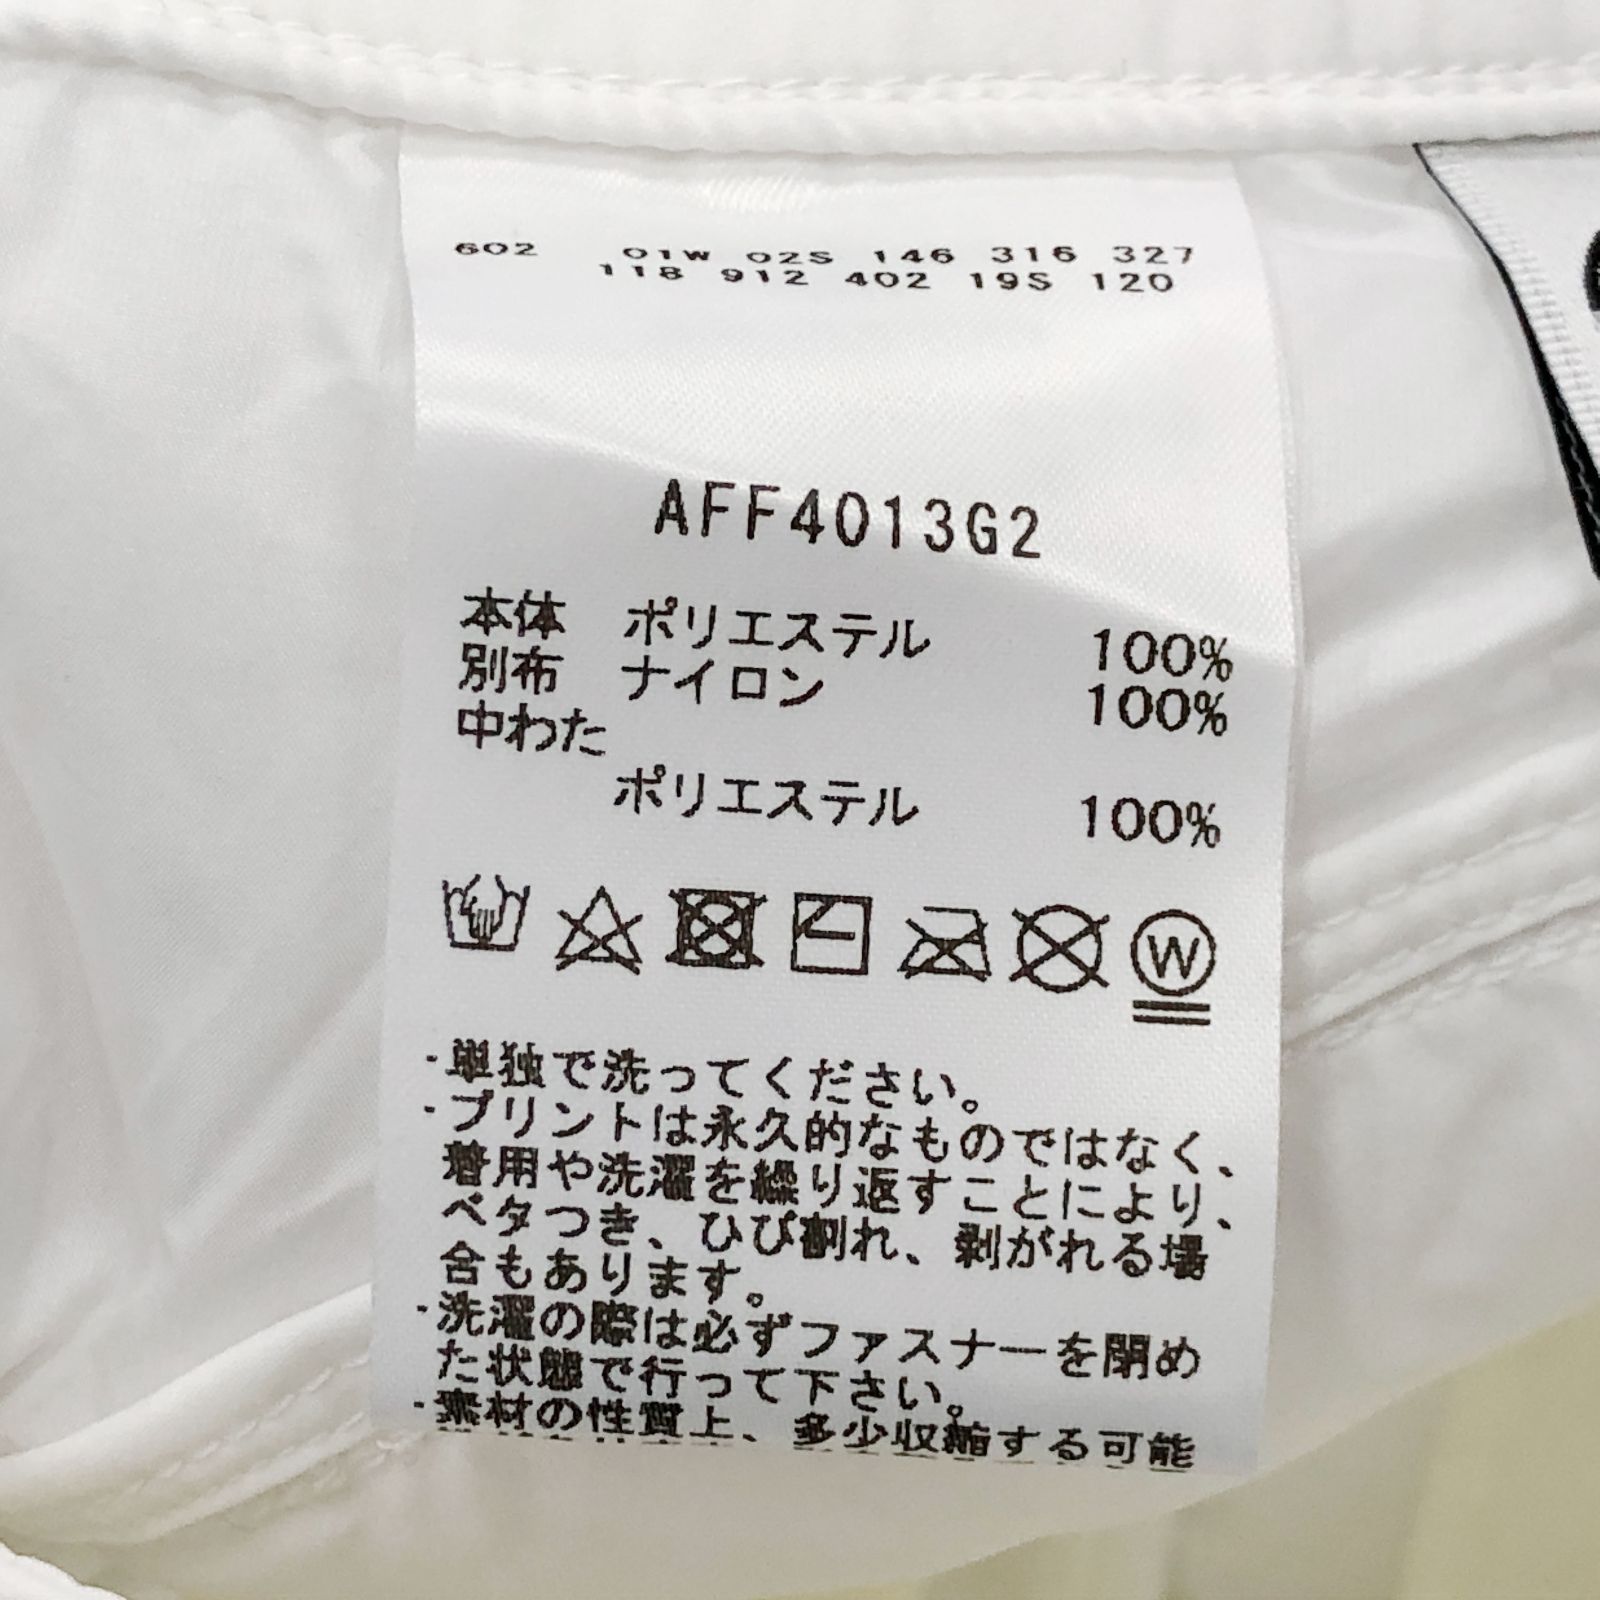 602 01W 02S 146 316 327
118 912 402 19S 120
AFF4013G2
本体 ポリエステル 100%
別布 ナイロン 100%
中わた
ポリエステル 100%
W
・単独で洗ってください。
・プリントは永久的なものではなく、
着用や洗濯を繰り返すことにより、
ベタつき、ひび割れ、剥がれる場
合もあります。
・洗濯の際は必ずファスナーを閉め
た状態で行って下さい。
・素材の性質上、多少収縮する可能